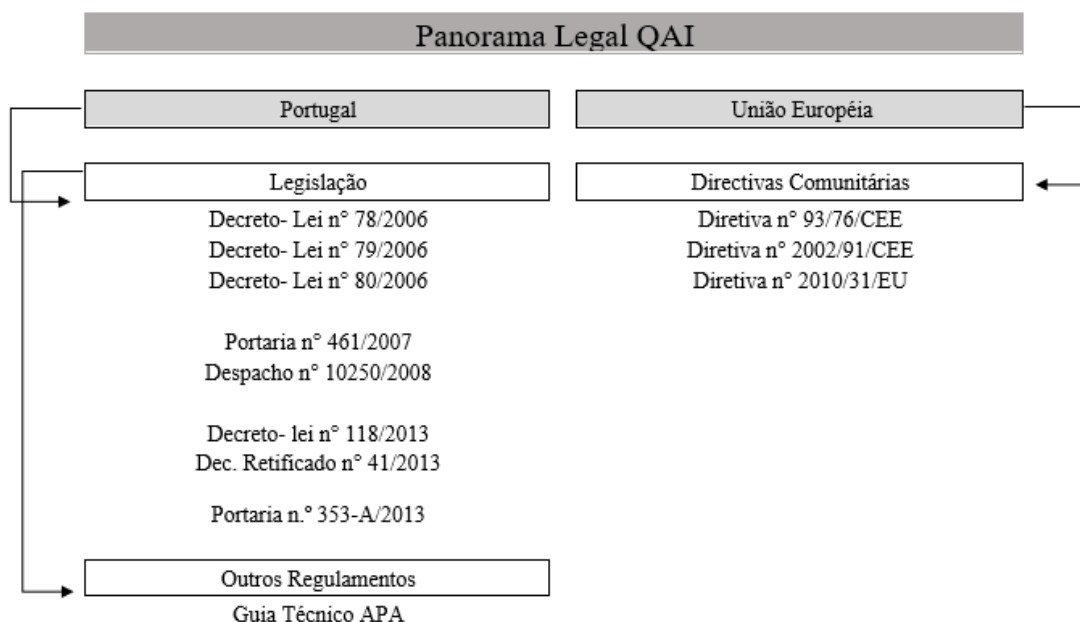 Panorama Legal QAI
Portugal
União Européia
Legislação
Directivas Comunitárias
Decreto- Lei n° 78/2006
Decreto- Lei n° 79/2006
Decreto- Lei n° 80/2006
Diretiva n° 93/76/CEE
Diretiva n° 2002/91/CEE
Diretiva n° 2010/31/EU
Portaria n° 461/2007
Despacho n° 10250/2008
Decreto- lei n° 118/2013
Dec. Retificado n° 41/2013
Portaria n.º 353-A/2013
Outros Regulamentos
Guia Técnico APA